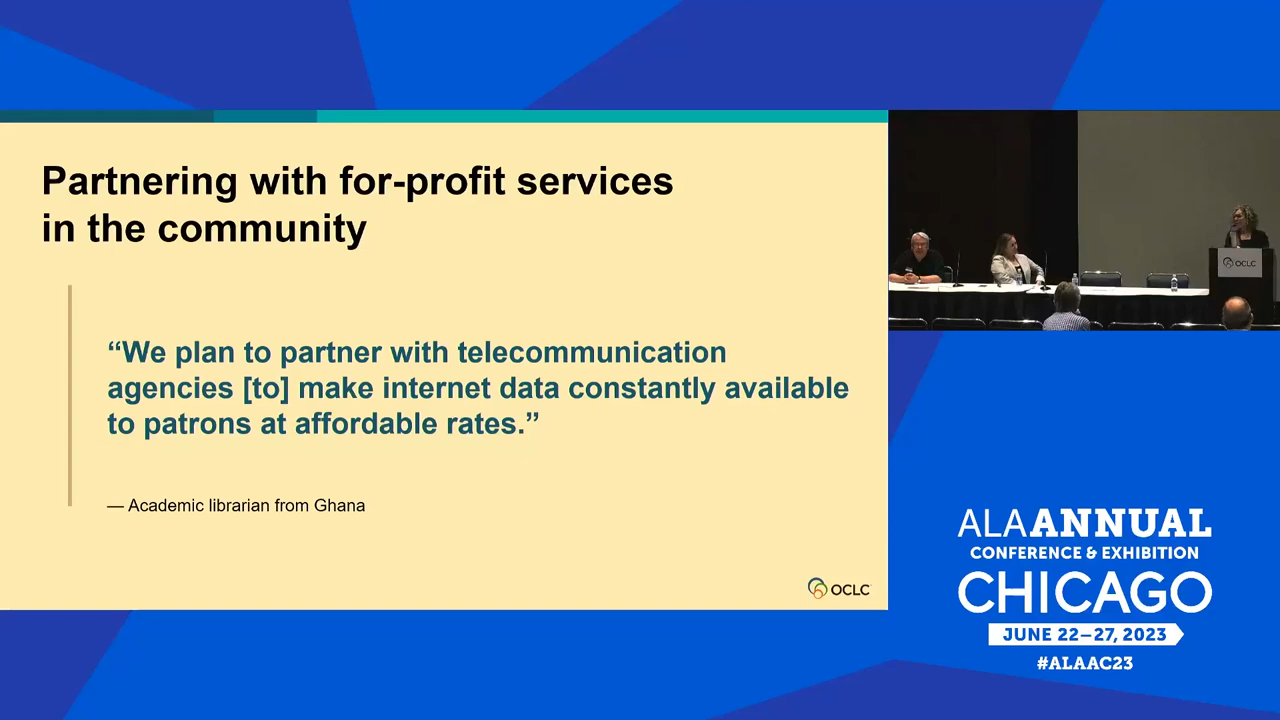 Partnering with for-profit services
in the community
“We plan to partner with telecommunication
agencies [to] make internet data constantly available
to patrons at affordable rates.”
— Academic librarian from Ghana
OCLC
OCLC
ALA ANNUAL
CONFERENCE & EXHIBITION
CHICAGO
JUNE 22–27, 2023
#ALAAC23